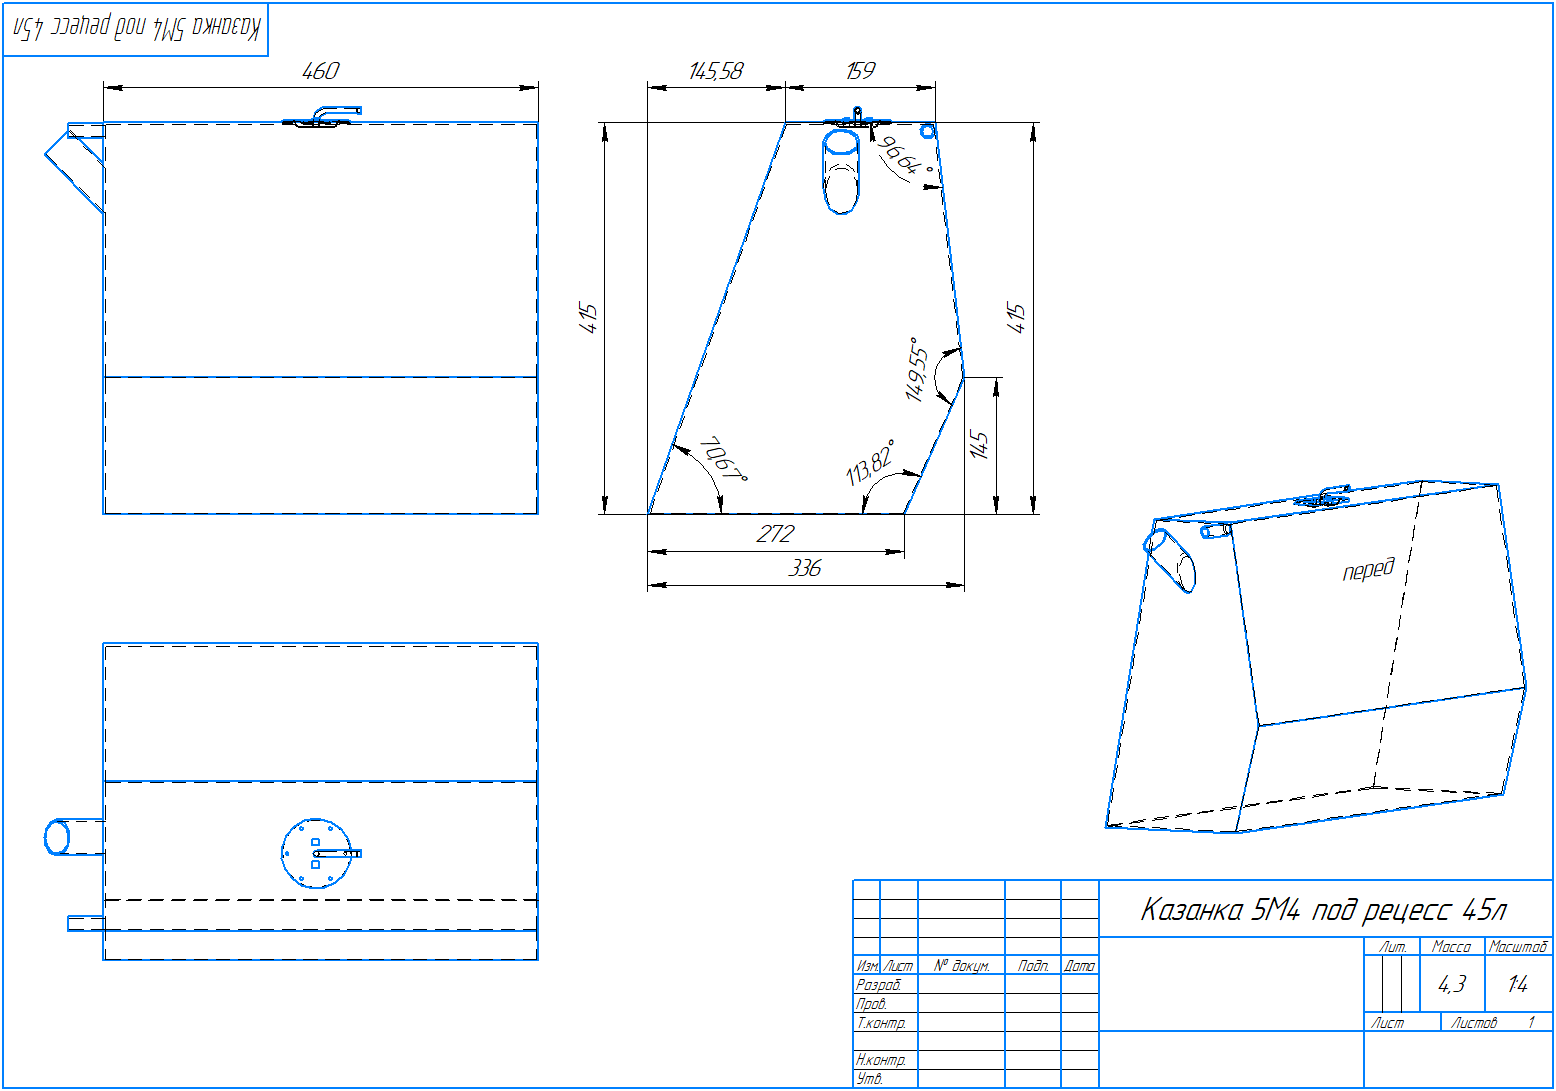 Казанка 5М4 под рецесс 45л
460
145,58
159
96,64°
415
415
149,55°
145
70,67°
113,82°
272
336
перед
Казанка 5М4 под рецесс 45л
Лит. Масса Масштаб
Изм. Лист № докум. Подп. Дата
Разраб. 4,3 1:4
Пров.
Т.контр. Лист Листов 1
Н.контр.
Утв.